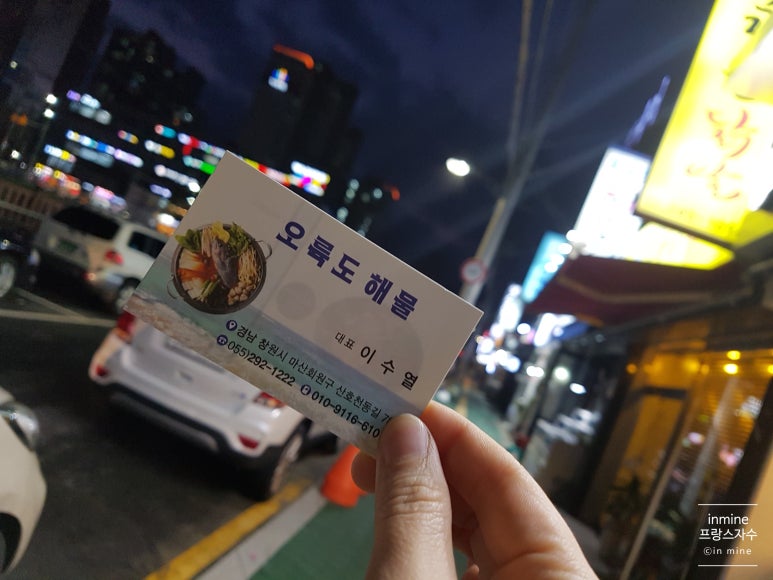 오륙도 해물
대표 이 수 열
경남 창원시 마산회원구 산호천동길
055)292-1222 010-9116-610
inmine
프랑스자수
ⓒin mine